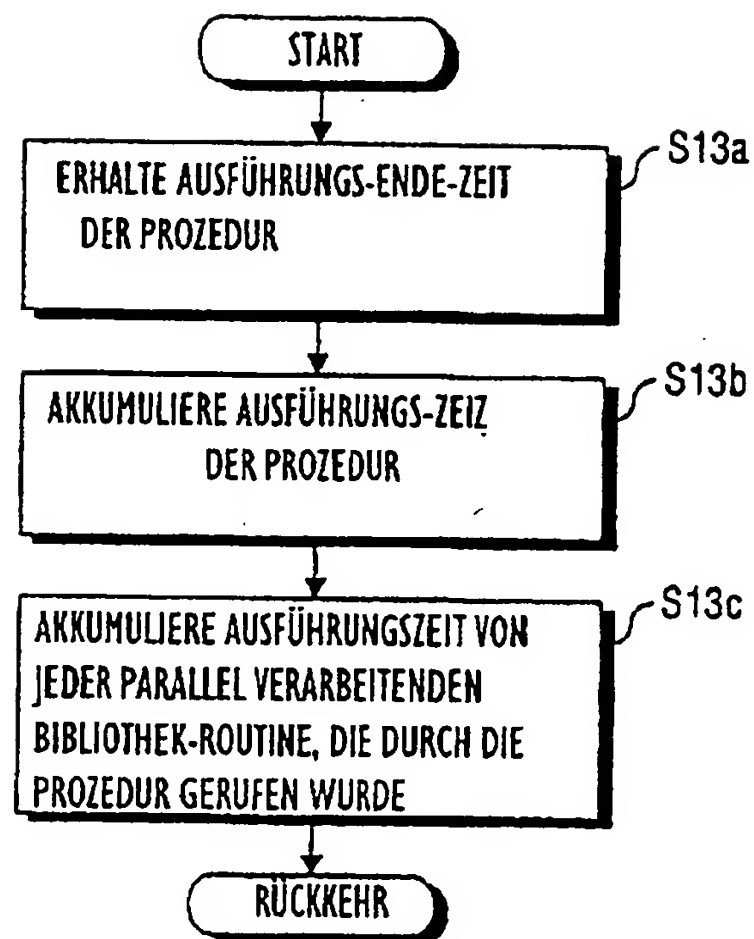 START
ERHALTE AUSFÜHRUNGS-ENDE-ZEIT
DER PROZEDUR
S13a
AKKUMULIERE AUSFÜHRUNGS-ZEIZ
DER PROZEDUR
S13b
AKKUMULIERE AUSFÜHRUNGSZEIT VON
JEDER PARALLEL VERARBEITENDEN
BIBLIOTHEK-ROUTINE, DIE DURCH DIE
PROZEDUR GERUFEN WURDE
S13c
RÜCKKEHR